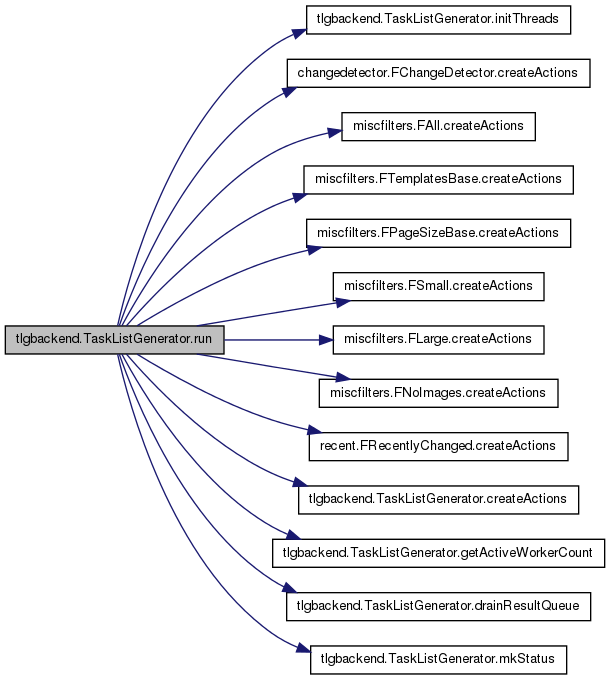 tlgbackend.TaskListGenerator.initThreads
changedetector.FChangeDetector.createActions
miscfilters.FAll.createActions
miscfilters.FTemplatesBase.createActions
miscfilters.FPageSizeBase.createActions
miscfilters.FSmall.createActions
tlgbackend.TaskListGenerator.run
miscfilters.FLarge.createActions
miscfilters.FNoImages.createActions
recent.FRecentlyChanged.createActions
tlgbackend.TaskListGenerator.createActions
tlgbackend.TaskListGenerator.getActiveWorkerCount
tlgbackend.TaskListGenerator.drainResultQueue
tlgbackend.TaskListGenerator.mkStatus